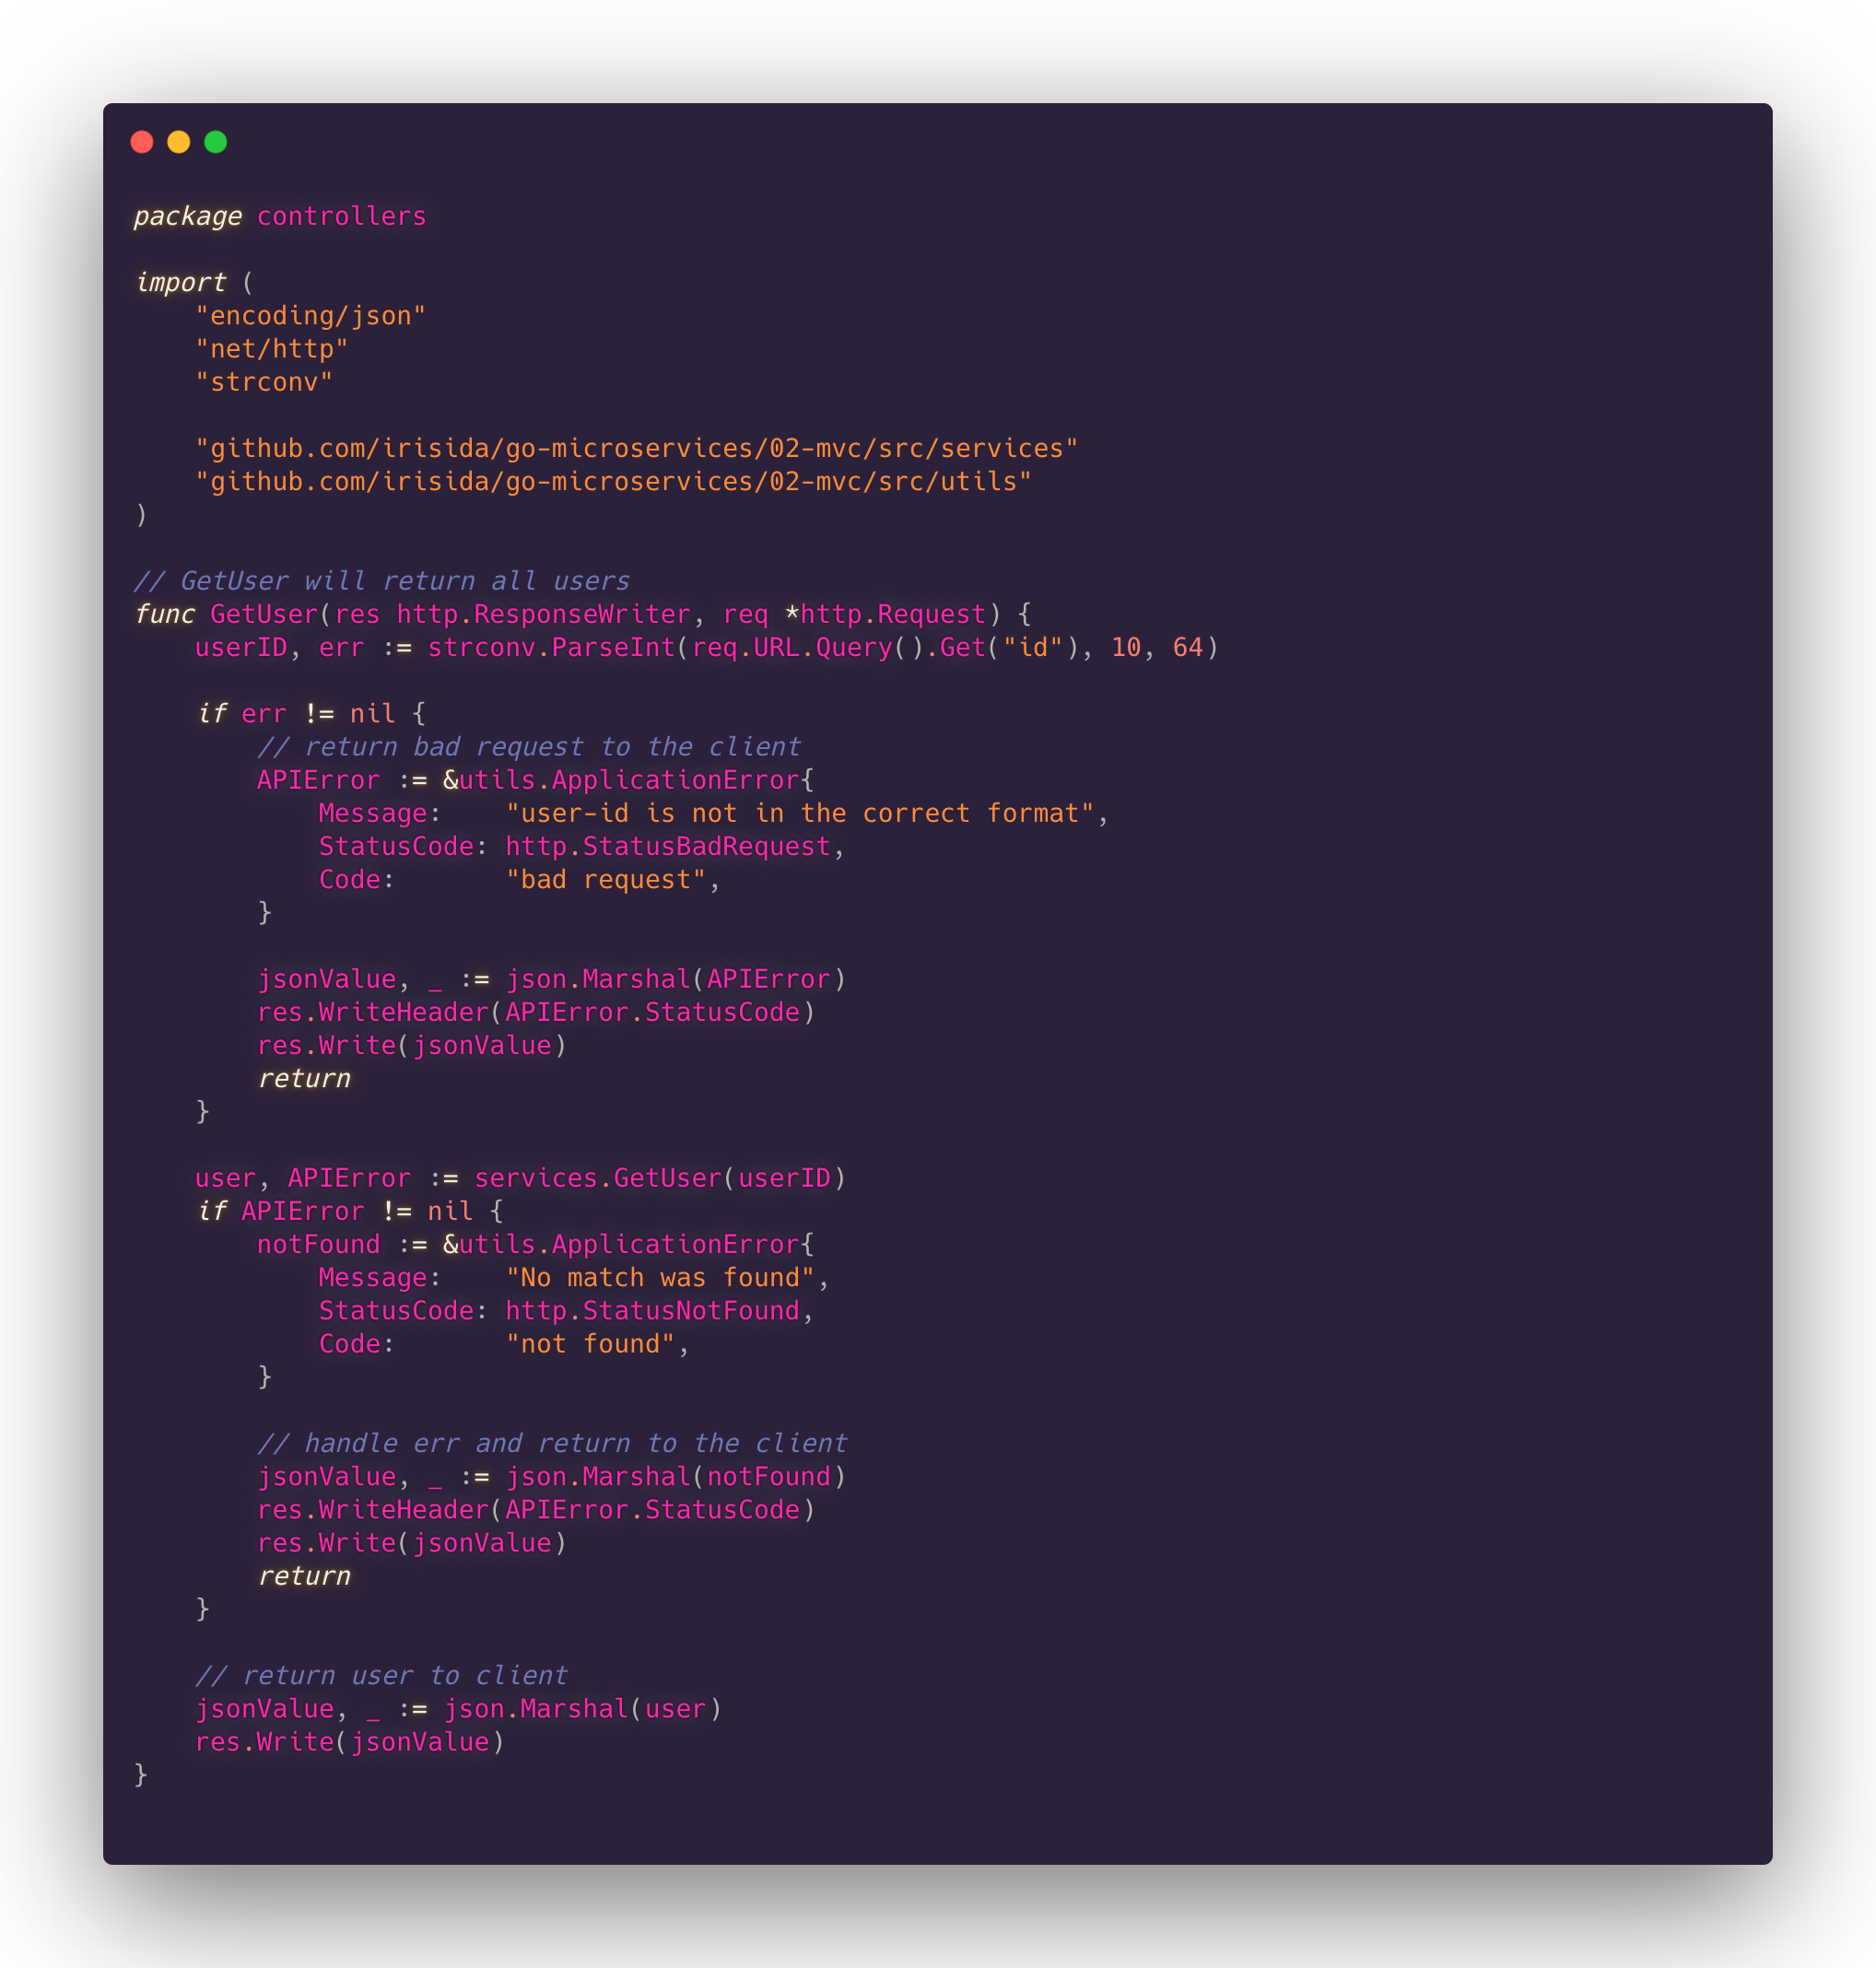 package controllers

import (
    "encoding/json"
    "net/http"
    "strconv"

    "github.com/irisida/go-microservices/02-mvc/src/services"
    "github.com/irisida/go-microservices/02-mvc/src/utils"
)

// GetUser will return all users
func GetUser(res http.ResponseWriter, req *http.Request) {
    userID, err := strconv.ParseInt(req.URL.Query().Get("id"), 10, 64)

    if err != nil {
        // return bad request to the client
        APIError := &utils.ApplicationError{
            Message:    "user-id is not in the correct format",
            StatusCode: http.StatusBadRequest,
            Code:       "bad request",
        }

        jsonValue, _ := json.Marshal(APIError)
        res.WriteHeader(APIError.StatusCode)
        res.Write(jsonValue)
        return
    }

    user, APIError := services.GetUser(userID)
    if APIError != nil {
        notFound := &utils.ApplicationError{
            Message:    "No match was found",
            StatusCode: http.StatusNotFound,
            Code:       "not found",
        }

        // handle err and return to the client
        jsonValue, _ := json.Marshal(notFound)
        res.WriteHeader(APIError.StatusCode)
        res.Write(jsonValue)
        return
    }

    // return user to client
    jsonValue, _ := json.Marshal(user)
    res.Write(jsonValue)
}